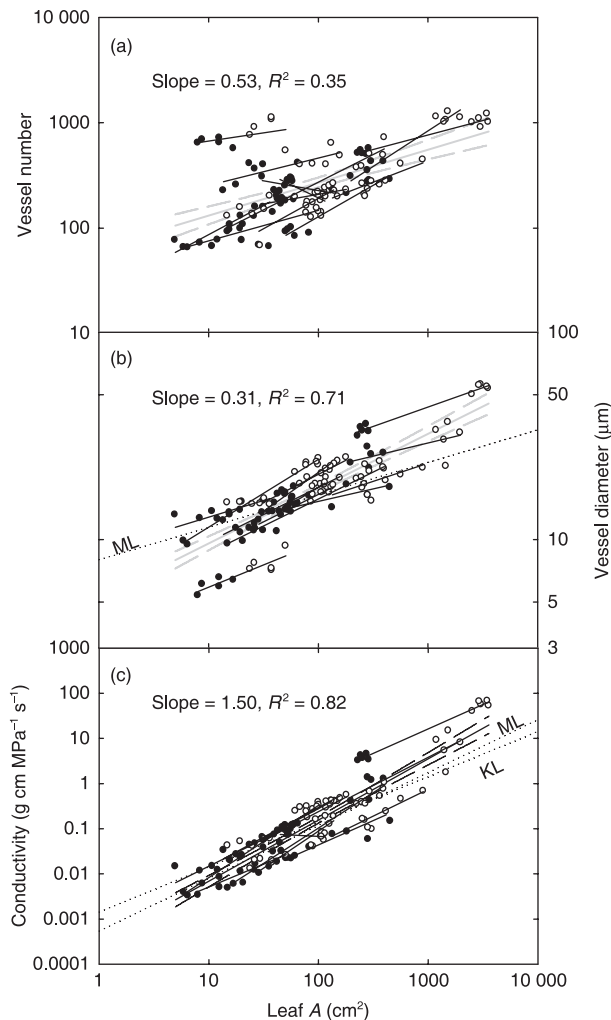 10 000
(a)
Slope = 0.53, R² = 0.35
1000
Vessel number
100
10
100
(b)
Slope = 0.31, R² = 0.71
50
Vessel diameter (μm)
ML
10
5
3
1000
(c)
Slope = 1.50, R² = 0.82
100
10
ML
KL
1
0.1
0.01
0.001
0.0001
Conductivity (g cm MPa⁻¹ s⁻¹)
1
10
100
1000
10 000
Leaf A (cm²)